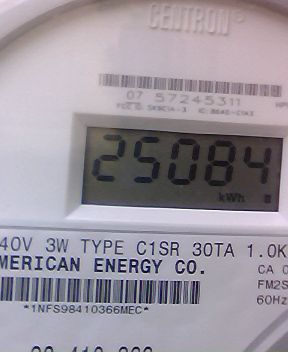 CENTRON®
07 57245311
25084
kWh
40V 3W TYPE C1SR 30TA 1.0K
MERICAN ENERGY CO.
CA 0
FM2S
60Hz
*1NFS98410366MEC*